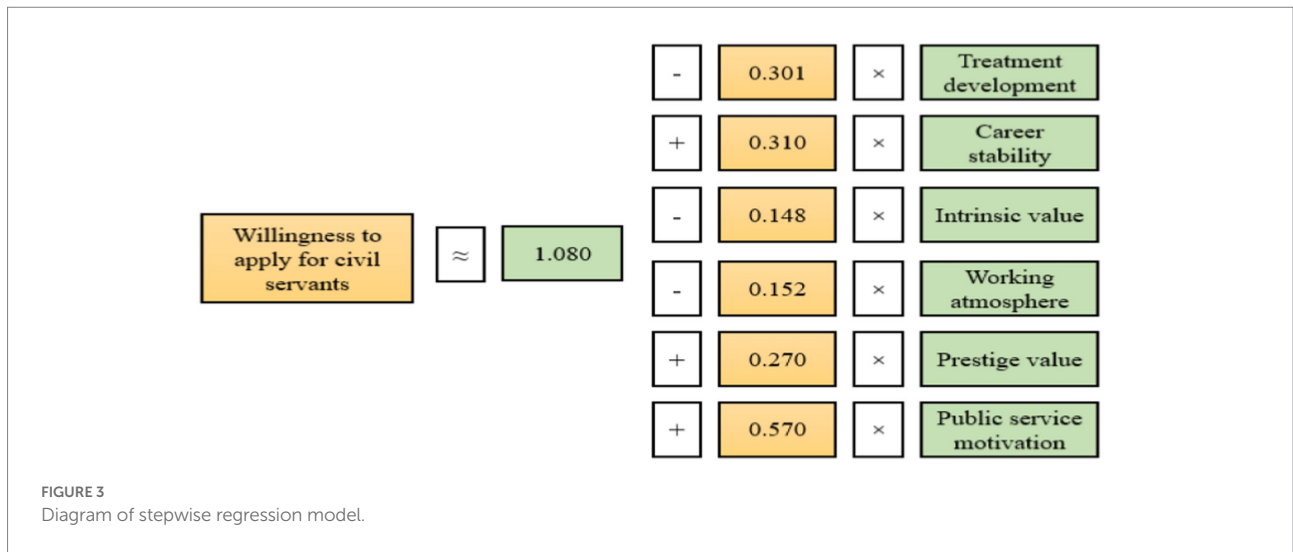 - 0.301 × Treatment
development
+ 0.310 × Career
stability
- 0.148 × Intrinsic value
Willingness to
apply for civil
servants
≈ 1.080
- 0.152 × Working
atmosphere
+ 0.270 × Prestige value
+ 0.570 × Public service
motivation
FIGURE 3
Diagram of stepwise regression model.